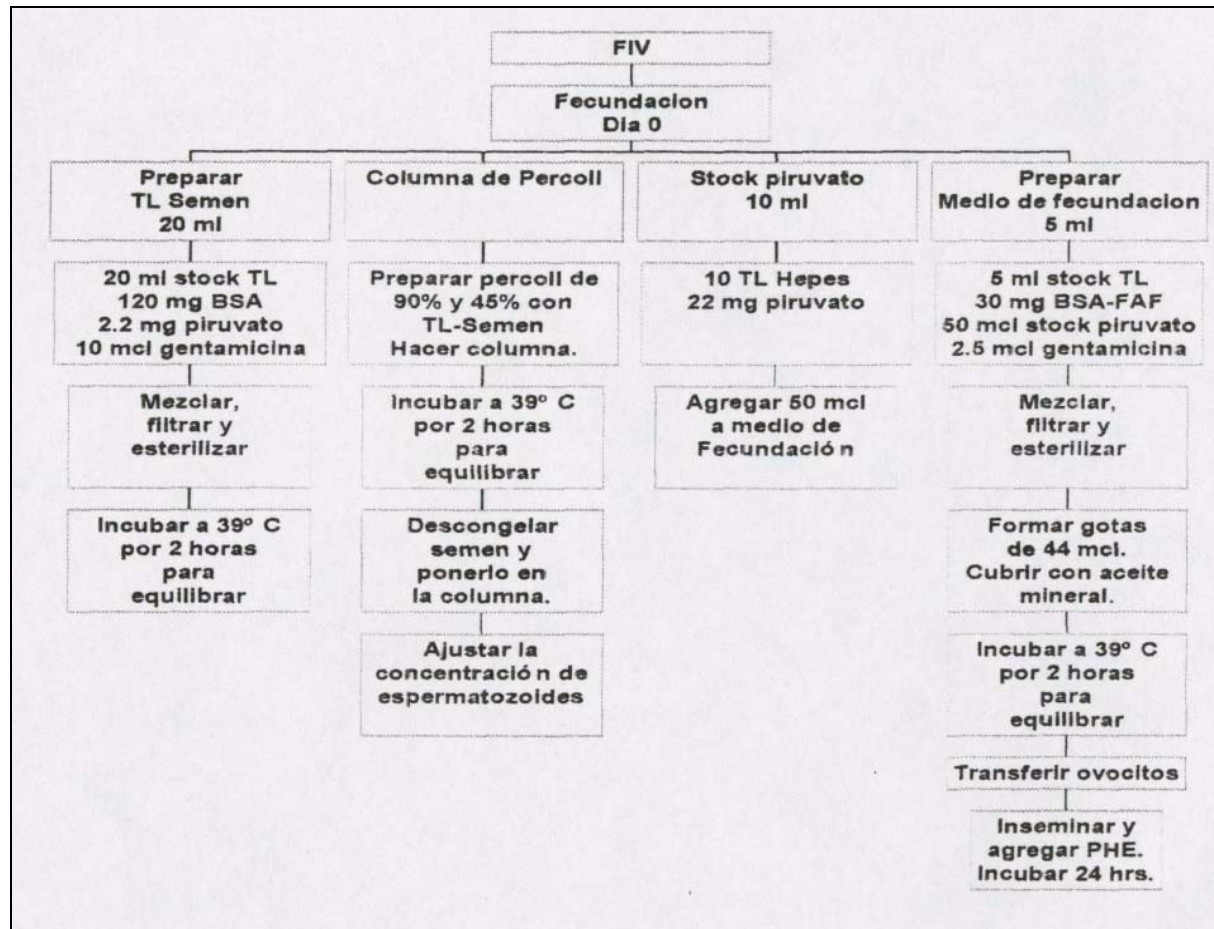 FIV
Fecundacion
Dia 0
Preparar
TL Semen
20 ml
20 ml stock TL
120 mg BSA
2.2 mg piruvato
10 mcl gentamicina
Mezclar,
filtrar y
esterilizar
Incubar a 39º C
por 2 horas
para
equilibrar
Columna de Percoll
Preparar percoll de
90% y 45% con
TL-Semen
Hacer columna.
Incubar a 39º C
por 2 horas
para
equilibrar
Descongelar
semen y
ponerlo en
la columna.
Ajustar la
concentración de
espermatozoides
Stock piruvato
10 ml
10 TL Hepes
22 mg piruvato
Agregar 50 mcl
a medio de
Fecundación
Preparar
Medio de fecundacion
5 ml
5 ml stock TL
30 mg BSA-FAF
50 mcl stock piruvato
2.5 mcl gentamicina
Mezclar,
filtrar y
esterilizar
Formar gotas
de 44 mcl.
Cubrir con aceite
mineral.
Incubar a 39º C
por 2 horas
para
equilibrar
Transferir ovocitos
Inseminar y
agregar PHE.
Incubar 24 hrs.